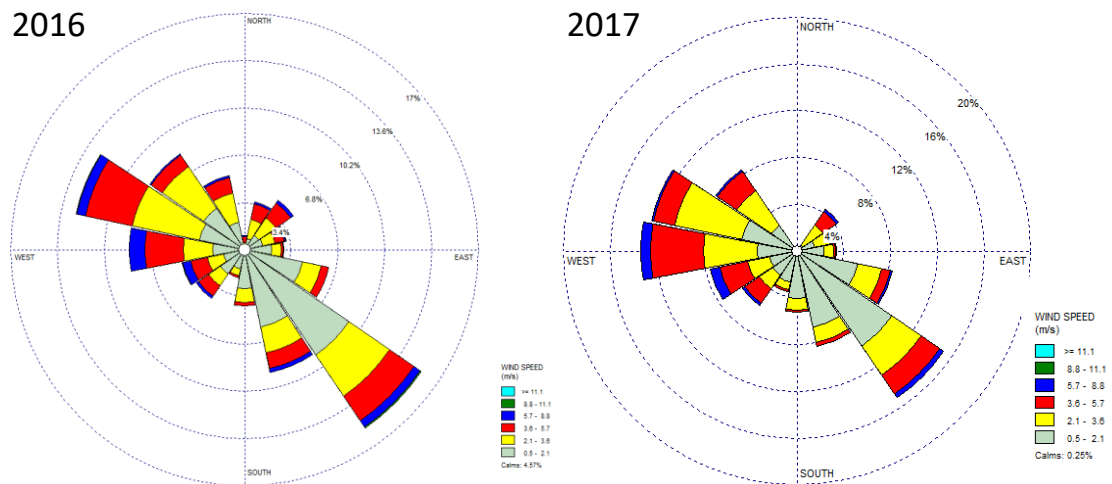 2016
NORTH
17%
13.6%
10.2%
6.8%
3.4%
WEST
EAST
SOUTH
WIND SPEED
(m/s)
>= 11.1
8.8 - 11.1
5.7 - 8.8
3.6 - 5.7
2.1 - 3.6
0.5 - 2.1
Calms: 4.57%
2017
NORTH
20%
16%
12%
8%
4%
WEST
EAST
SOUTH
WIND SPEED
(m/s)
>= 11.1
8.8 - 11.1
5.7 - 8.8
3.6 - 5.7
2.1 - 3.6
0.5 - 2.1
Calms: 0.25%